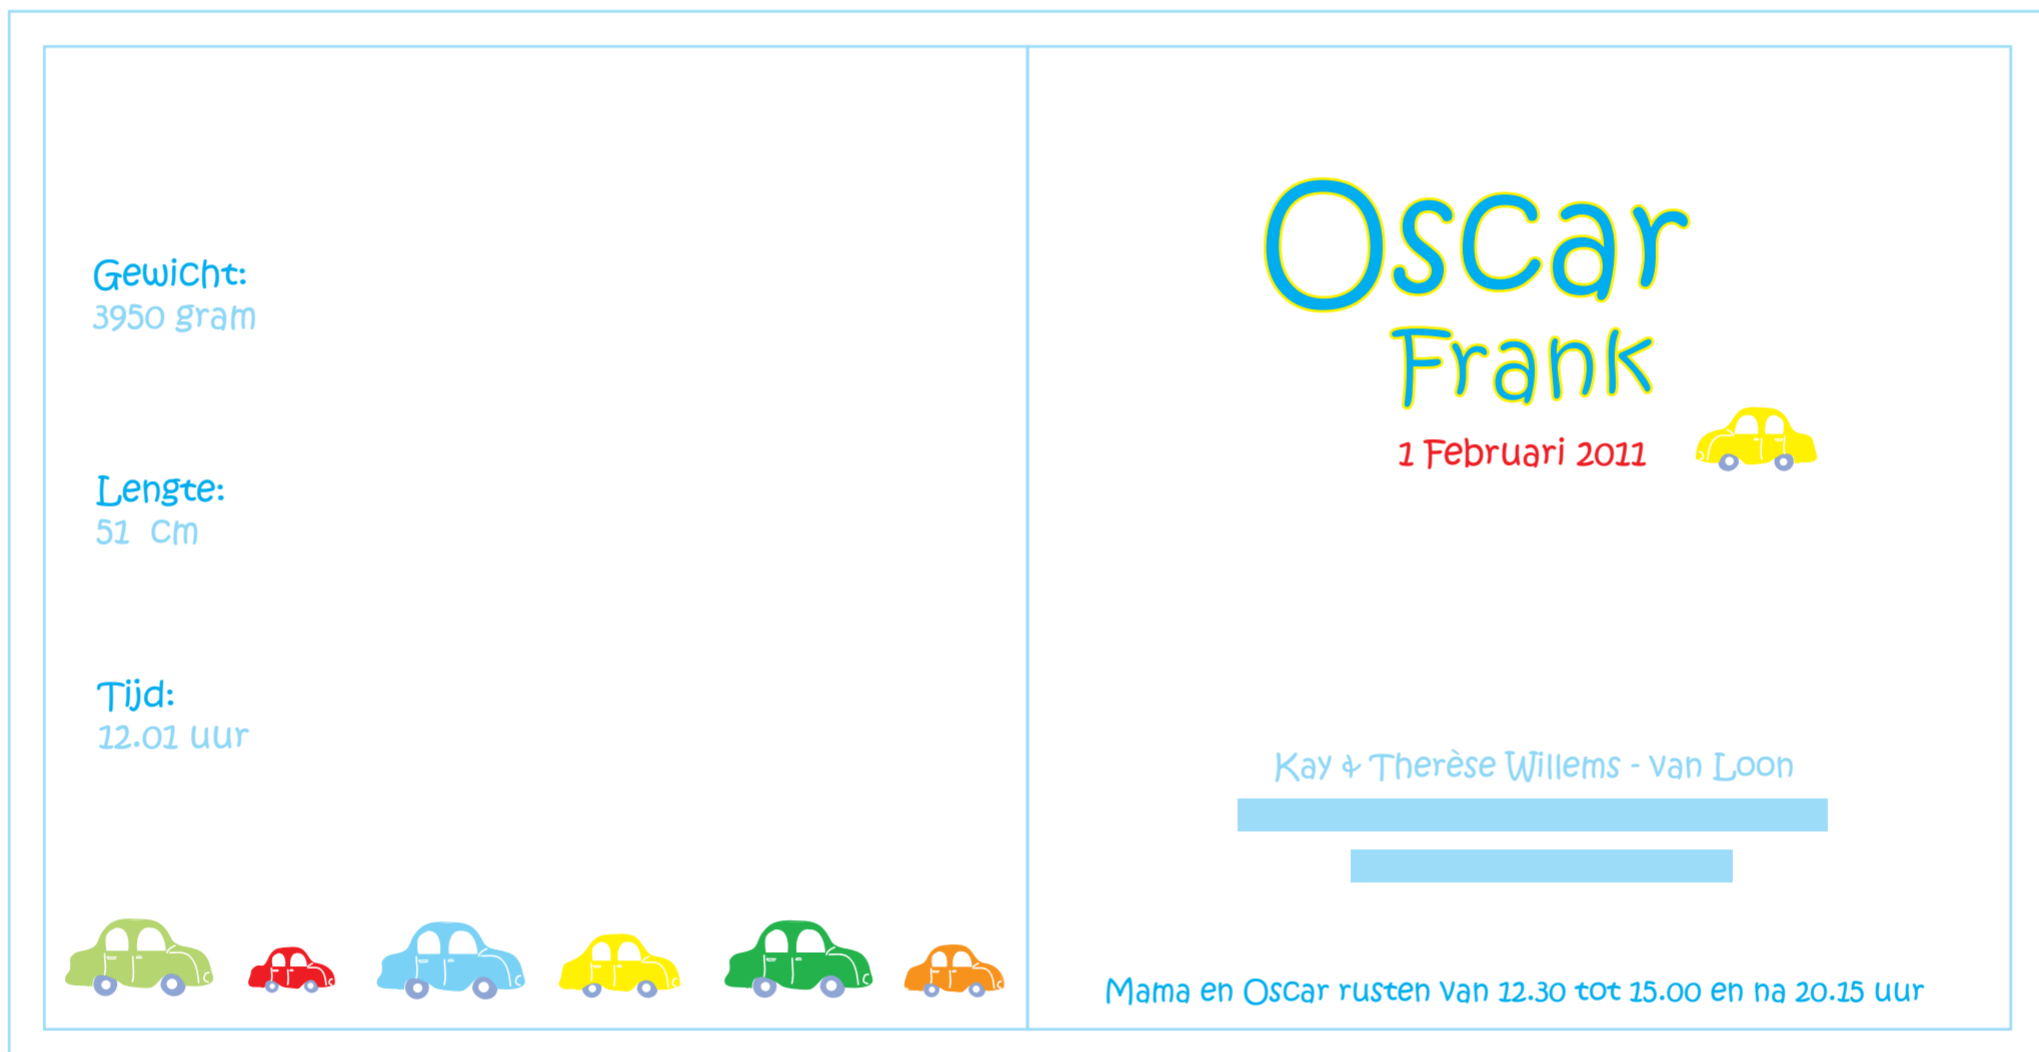 Gewicht:
3950 gram
Lengte:
51 cm
Tijd:
12.01 uur
Oscar
Frank
1 Februari 2011
Kay & Therèse Willems - van Loon
Mama en Oscar rusten van 12.30 tot 15.00 en na 20.15 uur